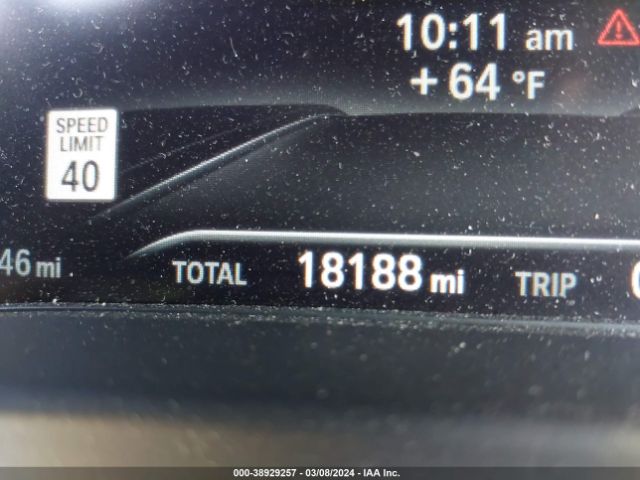 10:11 am
+ 64 °F
SPEED
LIMIT
40
46 mi
TOTAL 18188 mi TRIP
000-38929257 - 03/08/2024 - IAA Inc.